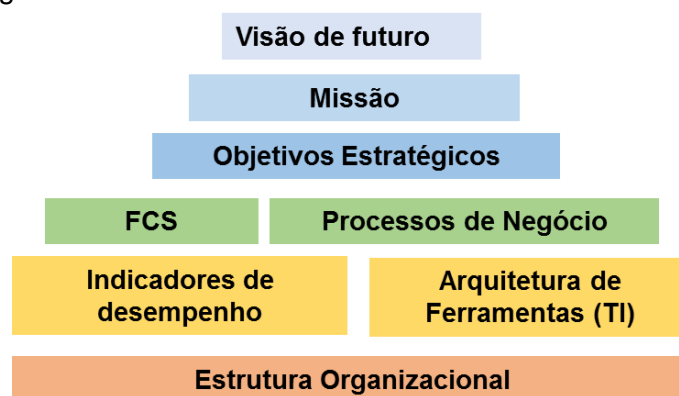 Visão de futuro
Missão
Objetivos Estratégicos
FCS
Processos de Negócio
Indicadores de
desempenho
Arquitetura de
Ferramentas (TI)
Estrutura Organizacional